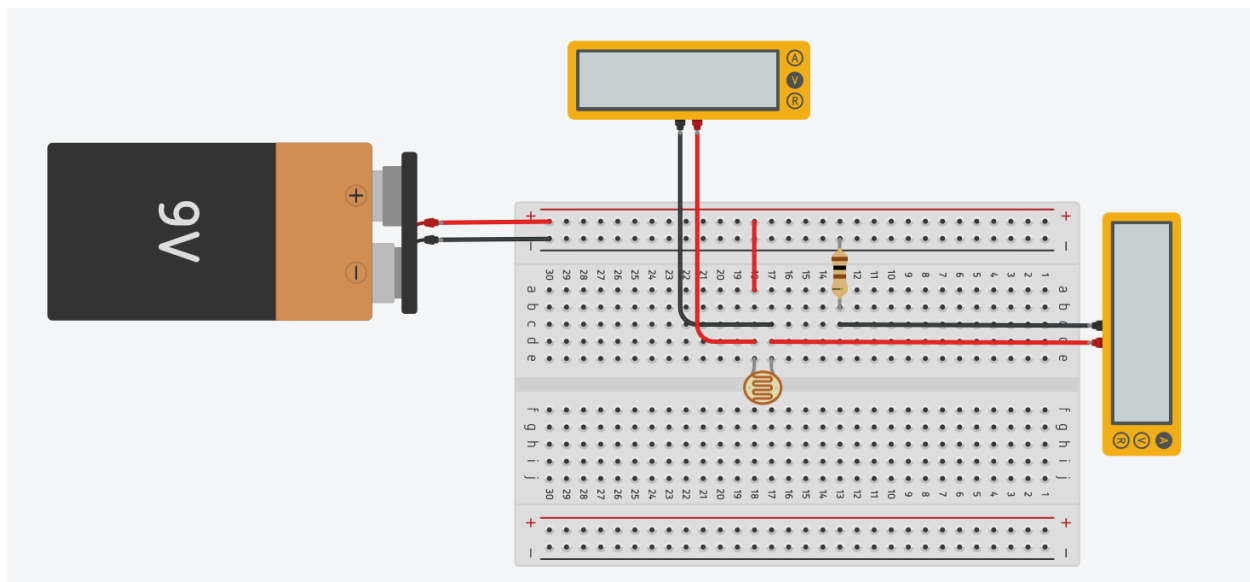 A
V
R
9V
+
−
+ +
− −
30 29 28 27 26 25 24 23 22 21 20 19 18 17 16 15 14 13 12 11 10 9 8 7 6 5 4 3 2 1
a a
b b
c
d
e e
f f
g g
h h
i i
j j
30 29 28 27 26 25 24 23 22 21 20 19 18 17 16 15 14 13 12 11 10 9 8 7 6 5 4 3 2 1
+ +
− −
R V A